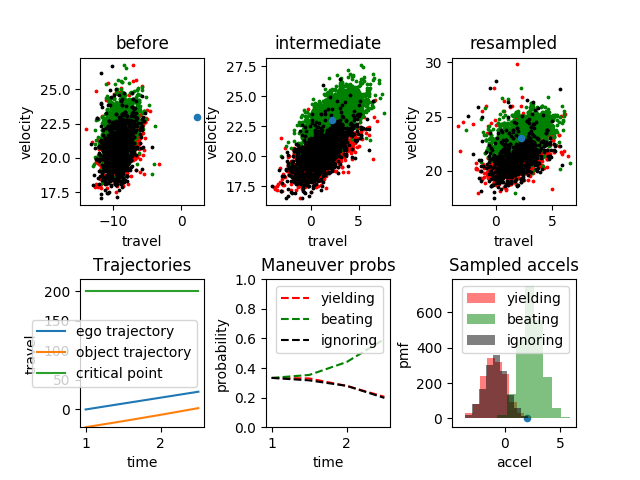 before
intermediate
resampled
velocity
25.0
22.5
20.0
17.5
−10
0
travel
velocity
27.5
25.0
22.5
20.0
17.5
0
5
travel
velocity
30
25
20
0
5
travel
Trajectories
Maneuver probs
Sampled accels
travel
200
150
100
50
0
ego trajectory
object trajectory
critical point
1
2
time
probability
1.0
0.8
0.6
0.4
0.2
0.0
yielding
beating
ignoring
1
2
time
pmf
600
400
200
0
yielding
beating
ignoring
0
5
accel